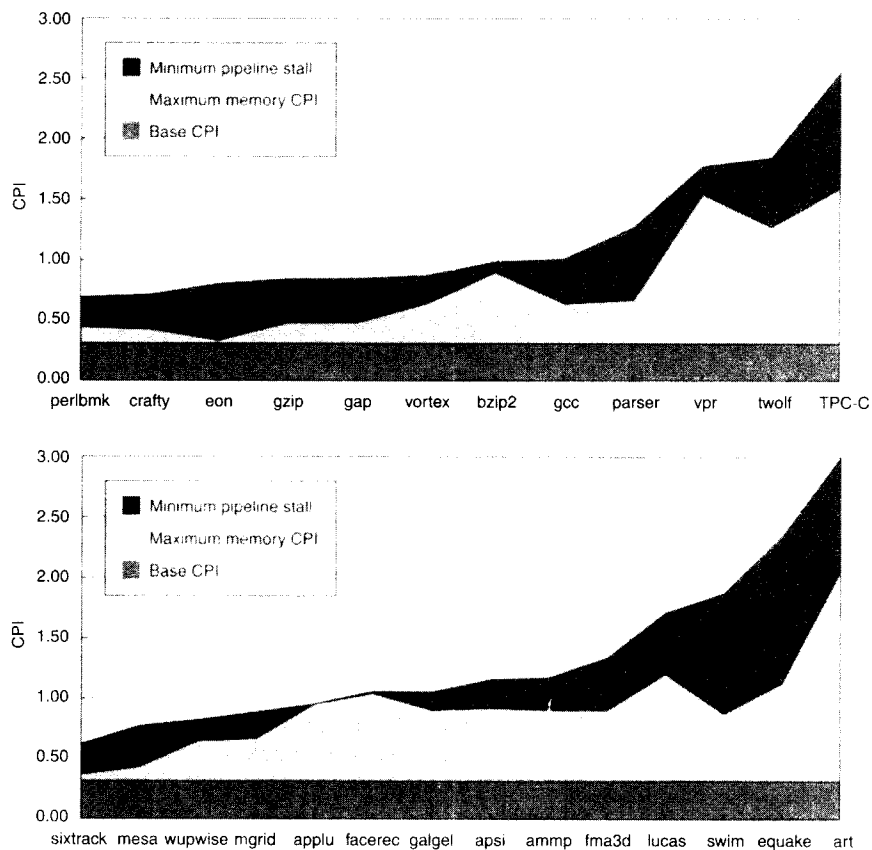 3.00
2.50
2.00
1.50
1.00
0.50
0.00
CPI
Minimum pipeline stall
Maximum memory CPI
Base CPI
perlbmk crafty eon gzip gap vortex bzip2 gcc parser vpr twolf TPC-C
3.00
2.50
2.00
1.50
1.00
0.50
0.00
CPI
Minimum pipeline stall
Maximum memory CPI
Base CPI
sixtrack mesa wupwise mgrid applu facerec galgel apsi ammp fma3d lucas swim equake art